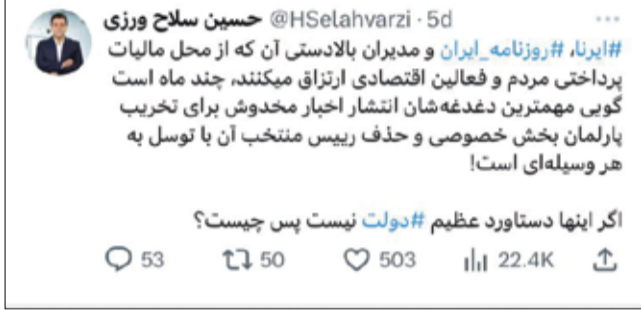 حسین سلاح ورزی @HSelahvarzi · 5d
#ایرنا، #روزنامه_ایران و مدیران بالادستی آن که از محل مالیات
پرداختی مردم و فعالین اقتصادی ارتزاق میکنند، چند ماه است
گویی مهمترین دغدغه‌شان انتشار اخبار مخدوش برای تخریب
پارلمان بخش خصوصی و حذف رییس منتخب آن با توسل به
هر وسیله‌ای است!
اگر اینها دستاورد عظیم #دولت نیست پس چیست؟
53 50 503 22.4K